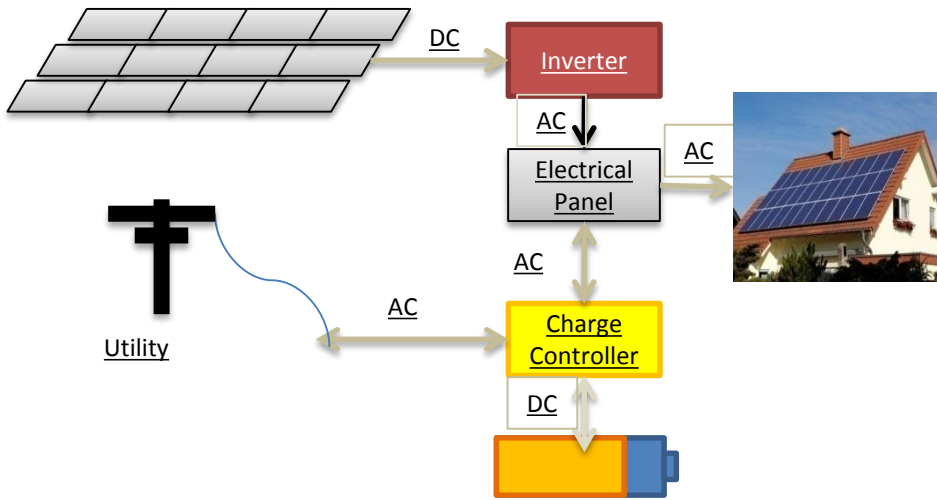 DC
Inverter
AC
AC
Electrical
Panel
AC
AC
Charge
Controller
Utility
DC